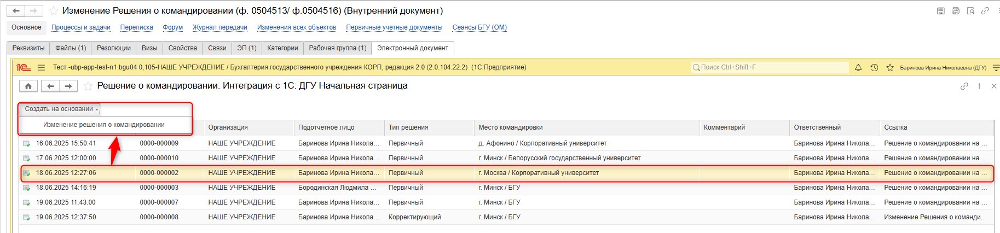 Изменение Решения о командировании (ф. 0504513/ ф.0504516) (Внутренний документ)
Основное Процессы и задачи Переписка Форум Журнал передачи Изменения всех объектов Первичные учетные документы Сеансы БГУ (ОМ)
Реквизиты Файлы (1) Резолюции Визы Свойства Связи ЭП (1) Категории Рабочая группа (1) Электронный документ
1С Тест -ubp-app-test-n1 bgu04 0,105-НАШЕ УЧРЕЖДЕНИЕ / Бухгалтерия государственного учреждения КОРП, редакция 2.0 (2.0.104.22.2) (1С:Предприятие) Поиск Ctrl+Shift+F Баринова Ирина Николаевна (ДГУ)
Решение о командировании: Интеграция с 1С: ДГУ Начальная страница
Создать на основании
Изменение решения о командировании
Организация Подотчетное лицо Тип решения Место командировки Комментарий Ответственный Ссылка
16.06.2025 15:50:41 0000-000009 НАШЕ УЧРЕЖДЕНИЕ Баринова Ирина Никола... Первичный д. Афонино / Корпоративный университет Баринова Ирина Николь... Решение о командировании на ...
17.06.2025 12:00:00 0000-000010 НАШЕ УЧРЕЖДЕНИЕ Баринова Ирина Никола... Первичный г. Минск / Белорусский государственный университет Баринова Ирина Никола... Решение о командировании на ...
18.06.2025 12:27:06 0000-000002 НАШЕ УЧРЕЖДЕНИЕ Баринова Ирина Никола... Первичный г. Москва / Корпоративный университет Баринова Ирина Никола... Решение о командировании на ...
18.06.2025 14:16:19 0000-000003 НАШЕ УЧРЕЖДЕНИЕ Бородинская Людмила ... Первичный г. Минск / БГУ Баринова Ирина Никола... Решение о командировании на ...
19.06.2025 11:43:00 0000-000007 НАШЕ УЧРЕЖДЕНИЕ Баринова Ирина Никола... Первичный г. Минск / БГУ Баринова Ирина Никола... Решение о командировании на ...
19.06.2025 12:37:50 0000-000008 НАШЕ УЧРЕЖДЕНИЕ Баринова Ирина Никола... Корректирующий г. Минск / БГУ Баринова Ирина Никола... Изменение Решения о команди...